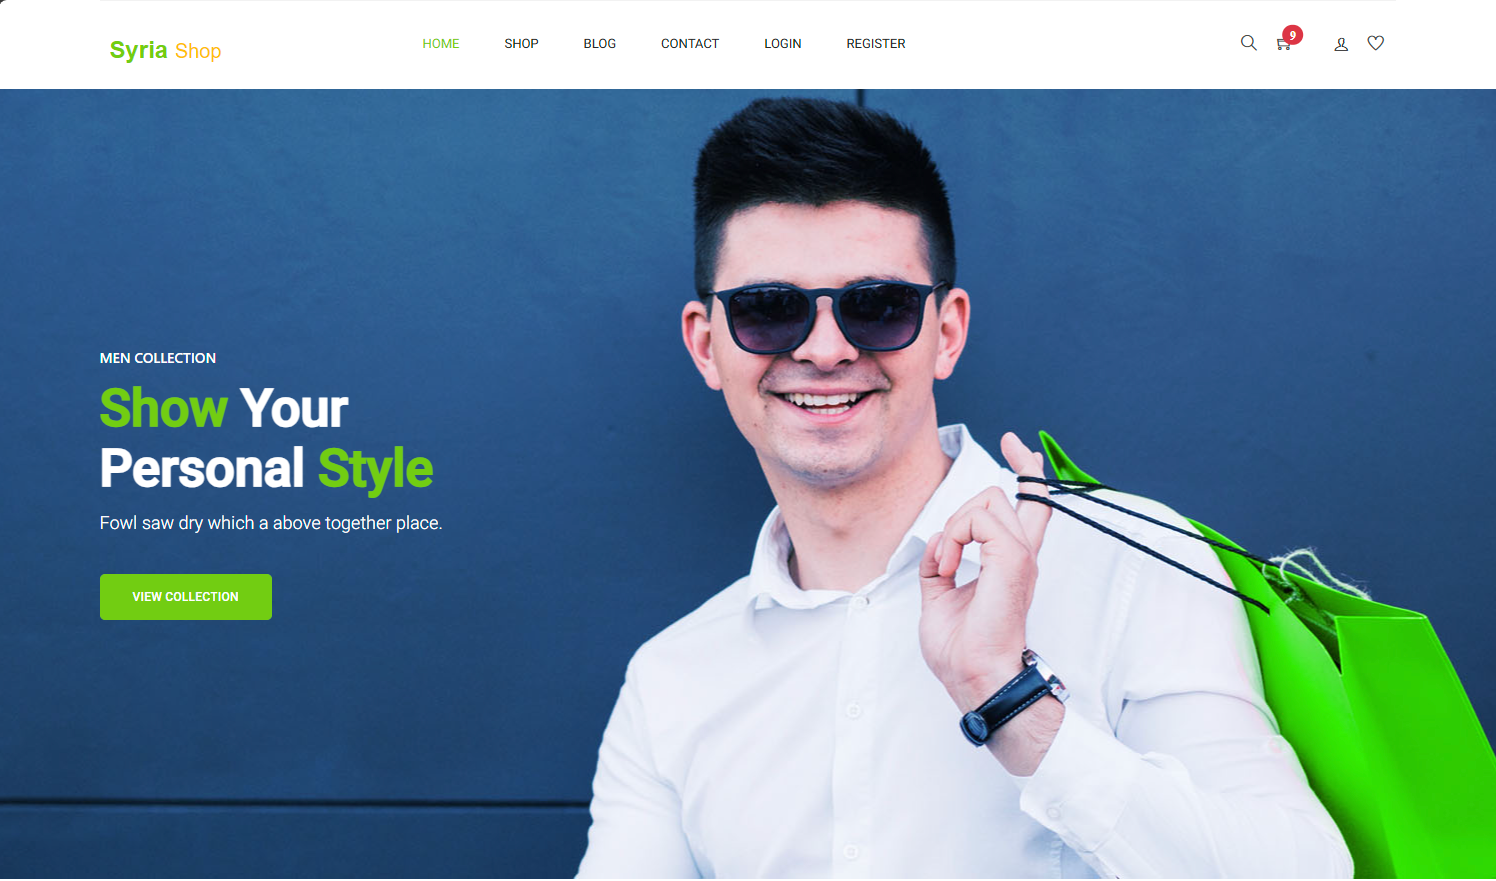 Syria Shop
HOME SHOP BLOG CONTACT LOGIN REGISTER
9
MEN COLLECTION
Show Your
Personal Style
Fowl saw dry which a above together place.
VIEW COLLECTION